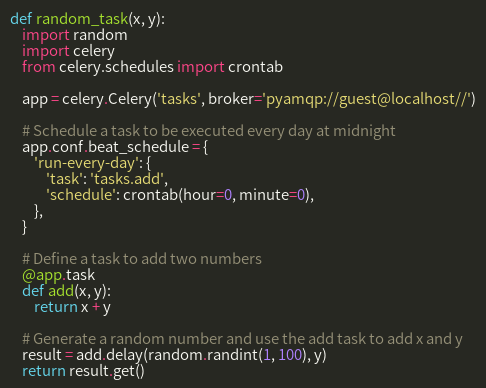 def random_task(x, y):
    import random
    import celery
    from celery.schedules import crontab

    app = celery.Celery('tasks', broker='pyamqp://guest@localhost//')

    # Schedule a task to be executed every day at midnight
    app.conf.beat_schedule = {
        'run-every-day': {
            'task': 'tasks.add',
            'schedule': crontab(hour=0, minute=0),
        },
    }

    # Define a task to add two numbers
    @app.task
    def add(x, y):
        return x + y

    # Generate a random number and use the add task to add x and y
    result = add.delay(random.randint(1, 100), y)
    return result.get()